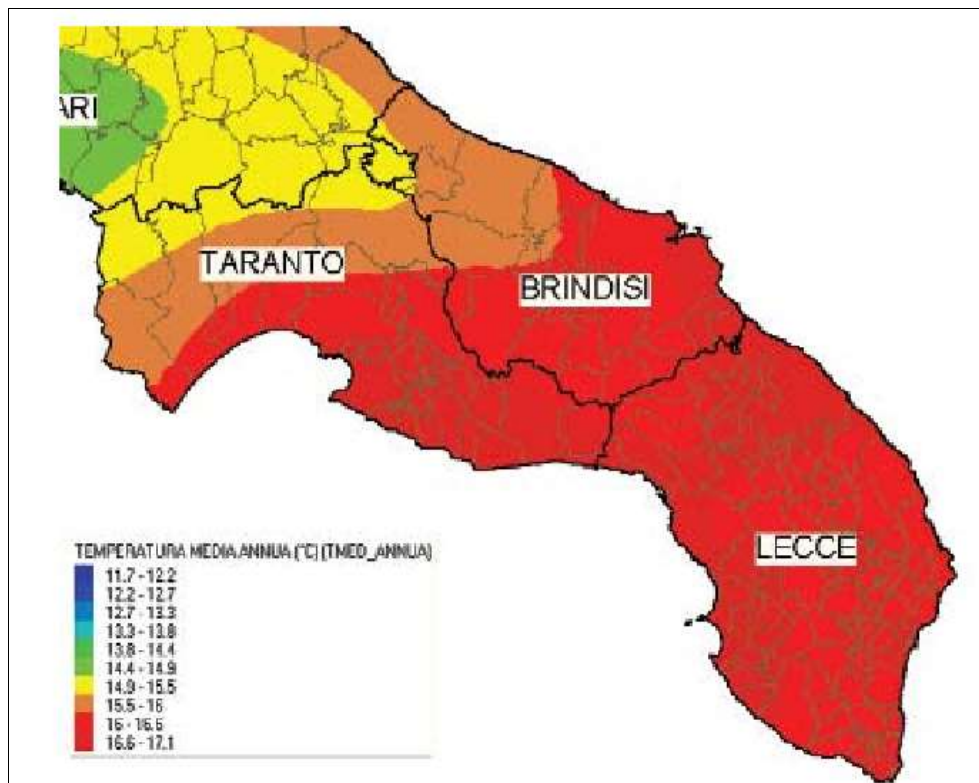 ARI
TARANTO
BRINDISI
LECCE
TEMPERATURA MEDIA ANNUA (°C) (TMED_ANNUA)
11.7 - 12.2
12.2 - 12.7
12.7 - 13.3
13.3 - 13.8
13.8 - 14.4
14.4 - 14.9
14.9 - 15.5
15.5 - 16
16 - 16.6
16.6 - 17.1